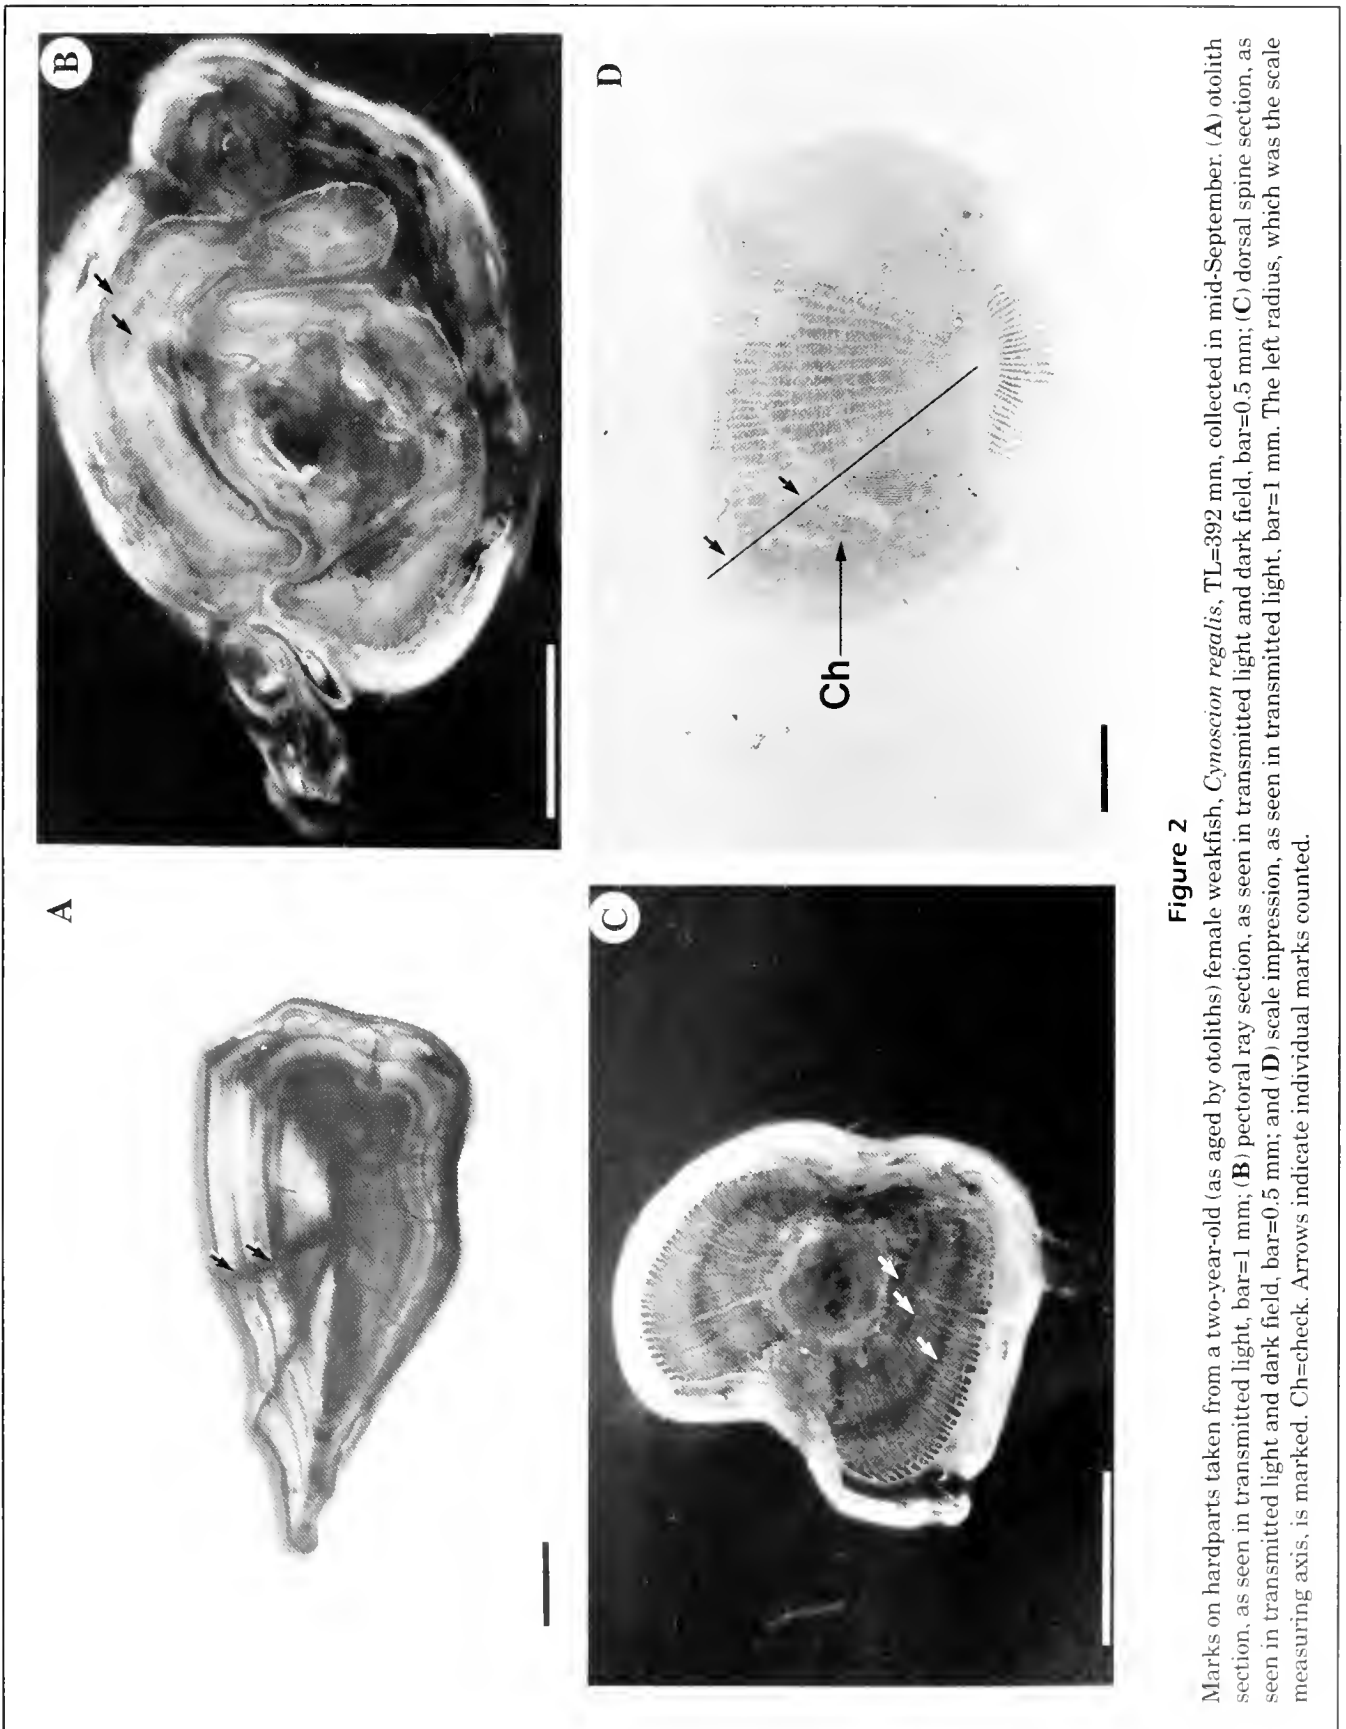 A
B
C
D
Ch
Figure 2
Marks on hardparts taken from a two-year-old (as aged by otoliths) female weakfish, Cynoscion regalis, TL=392 mm, collected in mid-September. (A) otolith
section, as seen in transmitted light, bar=1 mm; (B) pectoral ray section, as seen in transmitted light and dark field, bar=0.5 mm; (C) dorsal spine section, as
seen in transmitted light and dark field, bar=0.5 mm; and (D) scale impression, as seen in transmitted light, bar=1 mm. The left radius, which was the scale
measuring axis, is marked. Ch=check. Arrows indicate individual marks counted.